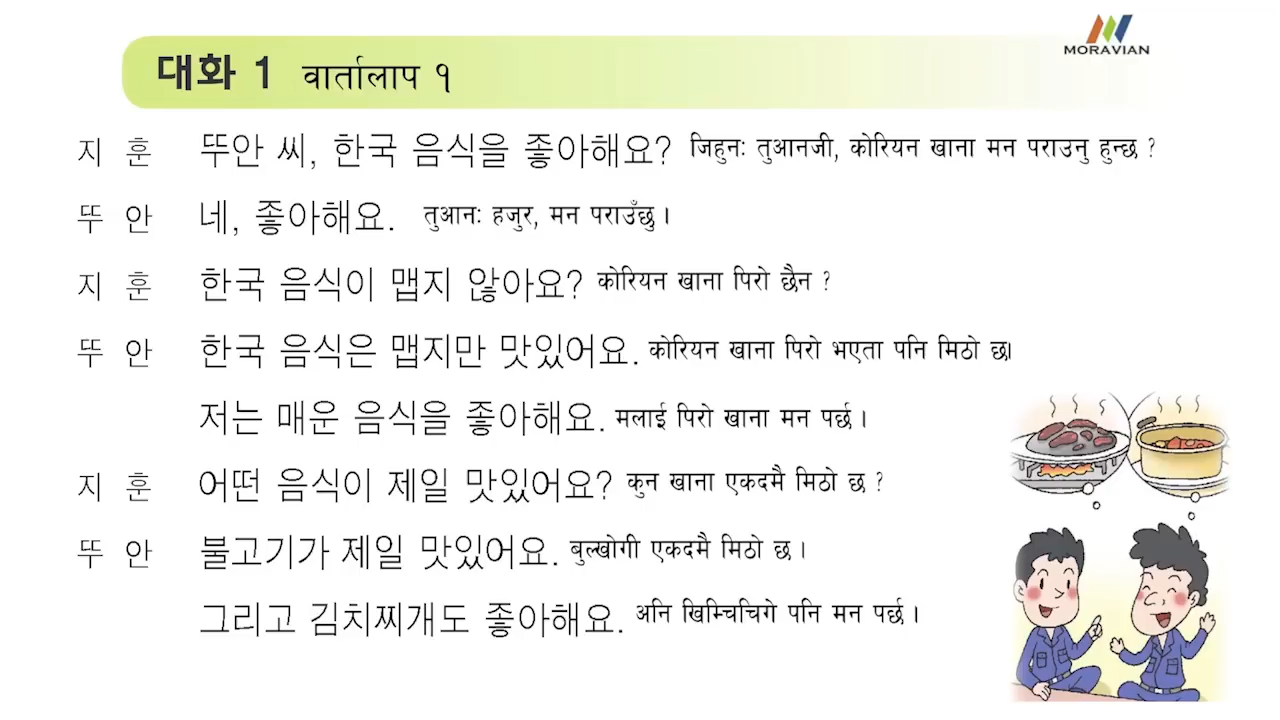 MORAVIAN
대화 1 वार्तालाप १
지 훈 뚜안 씨, 한국 음식을 좋아해요? जिहुनः तुआनजी, कोरियन खाना मन पराउनु हुन्छ ?
뚜 안 네, 좋아해요. तुआनः हजुर, मन पराउँछु ।
지 훈 한국 음식이 맵지 않아요? कोरियन खाना पिरो छैन ?
뚜 안 한국 음식은 맵지만 맛있어요. कोरियन खाना पिरो भएता पनि मिठो छ।
저는 매운 음식을 좋아해요. मलाई पिरो खाना मन पर्छ ।
지 훈 어떤 음식이 제일 맛있어요? कुन खाना एकदमै मिठो छ ?
뚜 안 불고기가 제일 맛있어요. बुल्खोगी एकदमै मिठो छ ।
그리고 김치찌개도 좋아해요. अनि खिम्चिचिगे पनि मन पर्छ ।